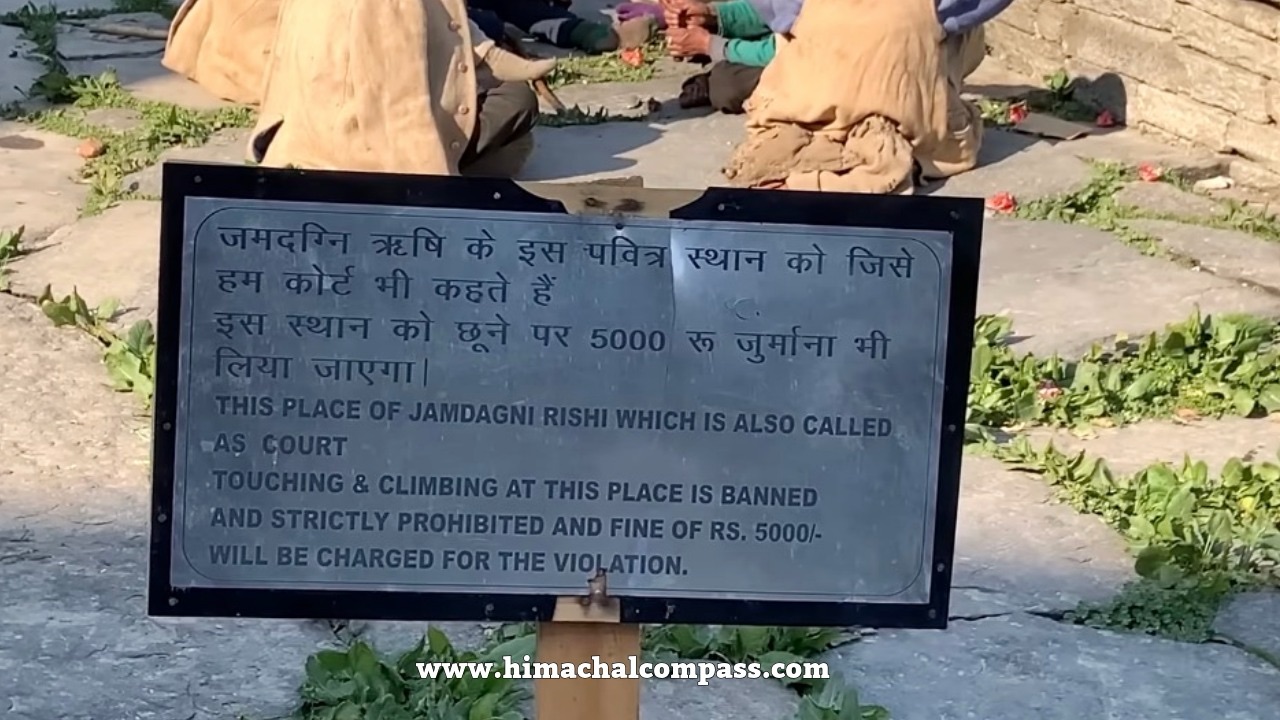 जमदग्नि ऋषि के इस पवित्र स्थान को जिसे
हम कोर्ट भी कहते हैं
इस स्थान को छूने पर 5000 रू जुर्माना भी
लिया जाएगा|
THIS PLACE OF JAMDAGNI RISHI WHICH IS ALSO CALLED
AS COURT
TOUCHING & CLIMBING AT THIS PLACE IS BANNED
AND STRICTLY PROHIBITED AND FINE OF RS. 5000/-
WILL BE CHARGED FOR THE VIOLATION.
www.himachalcompass.com